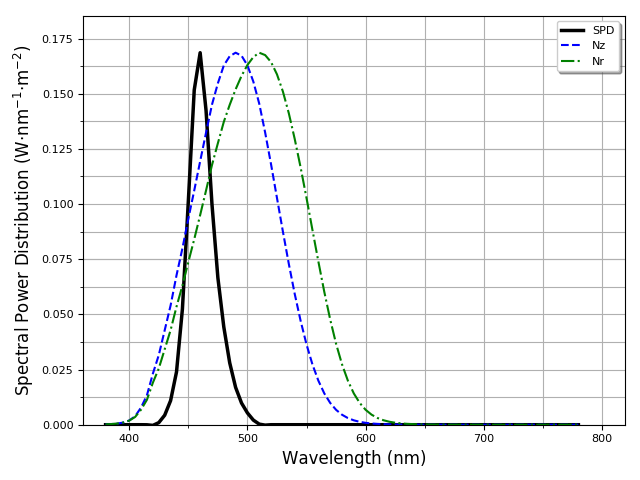 SPD
Nz
Nr
0.175
0.150
0.125
0.100
0.075
0.050
0.025
0.000
Spectral Power Distribution (W·nm⁻¹·m⁻²)
400
500
600
700
800
Wavelength (nm)